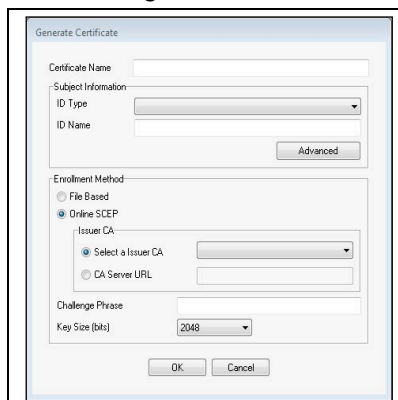 Generate Certificate
Certificate Name
Subject Information
ID Type
ID Name
Advanced
Enrollment Method
File Based
Online SCEP
Issuer CA
Select a Issuer CA
CA Server URL
Challenge Phrase
Key Size (bits) 2048
OK Cancel